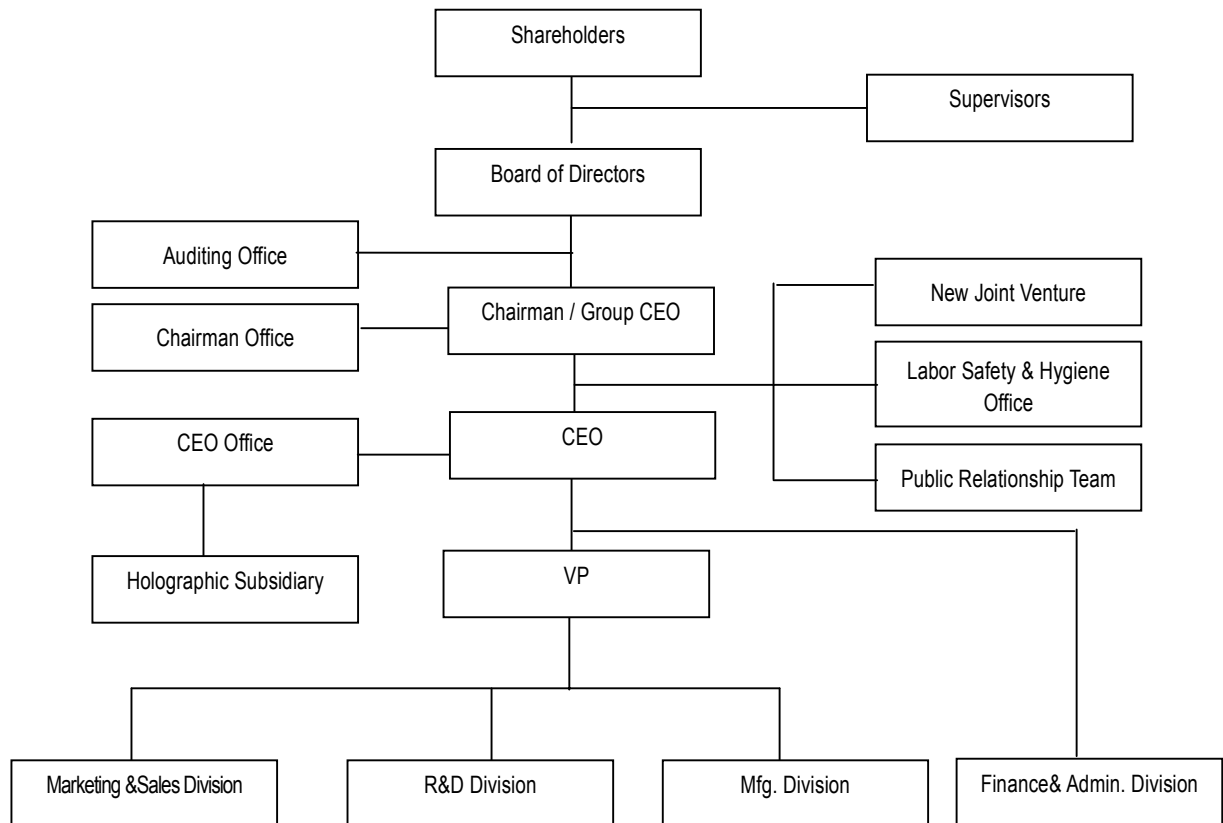 Shareholders
Supervisors
Board of Directors
Auditing Office
Chairman / Group CEO
New Joint Venture
Chairman Office
Labor Safety & Hygiene
Office
CEO Office
CEO
Public Relationship Team
Holographic Subsidiary
VP
Marketing &Sales Division
R&D Division
Mfg. Division
Finance& Admin. Division